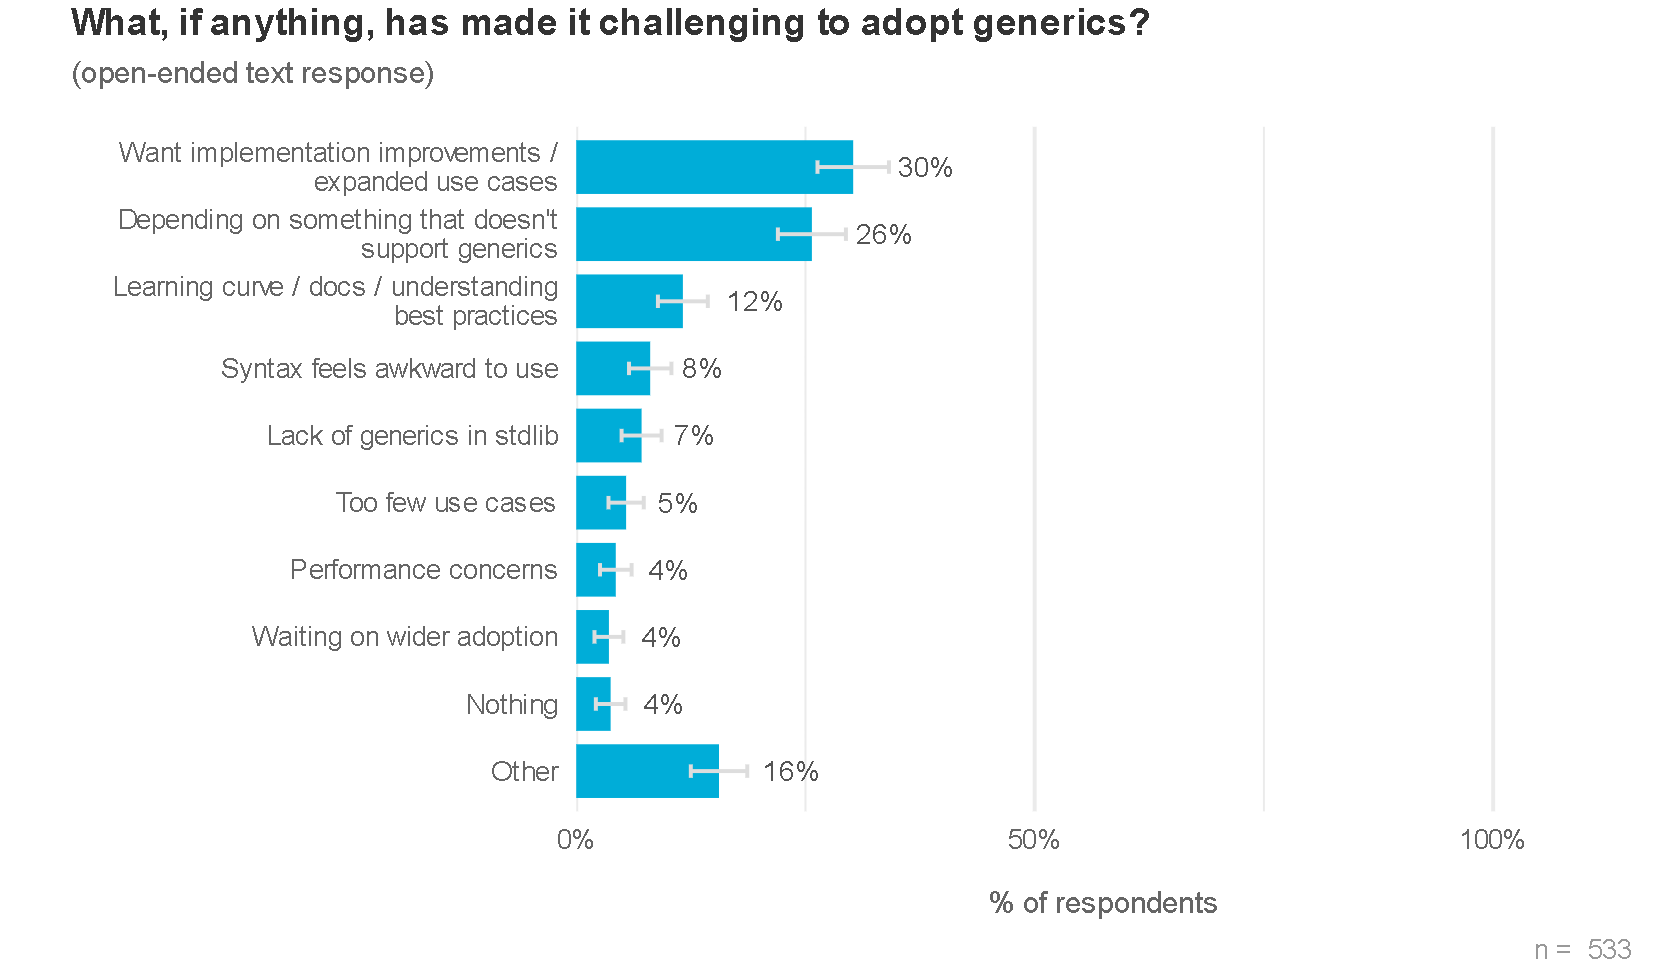 What, if anything, has made it challenging to adopt generics?
(open-ended text response)
Want implementation improvements /
expanded use cases
30%
Depending on something that doesn't
support generics
26%
Learning curve / docs / understanding
best practices
12%
Syntax feels awkward to use
8%
Lack of generics in stdlib
7%
Too few use cases
5%
Performance concerns
4%
Waiting on wider adoption
4%
Nothing
4%
Other
16%
0%
50%
100%
% of respondents
n = 533